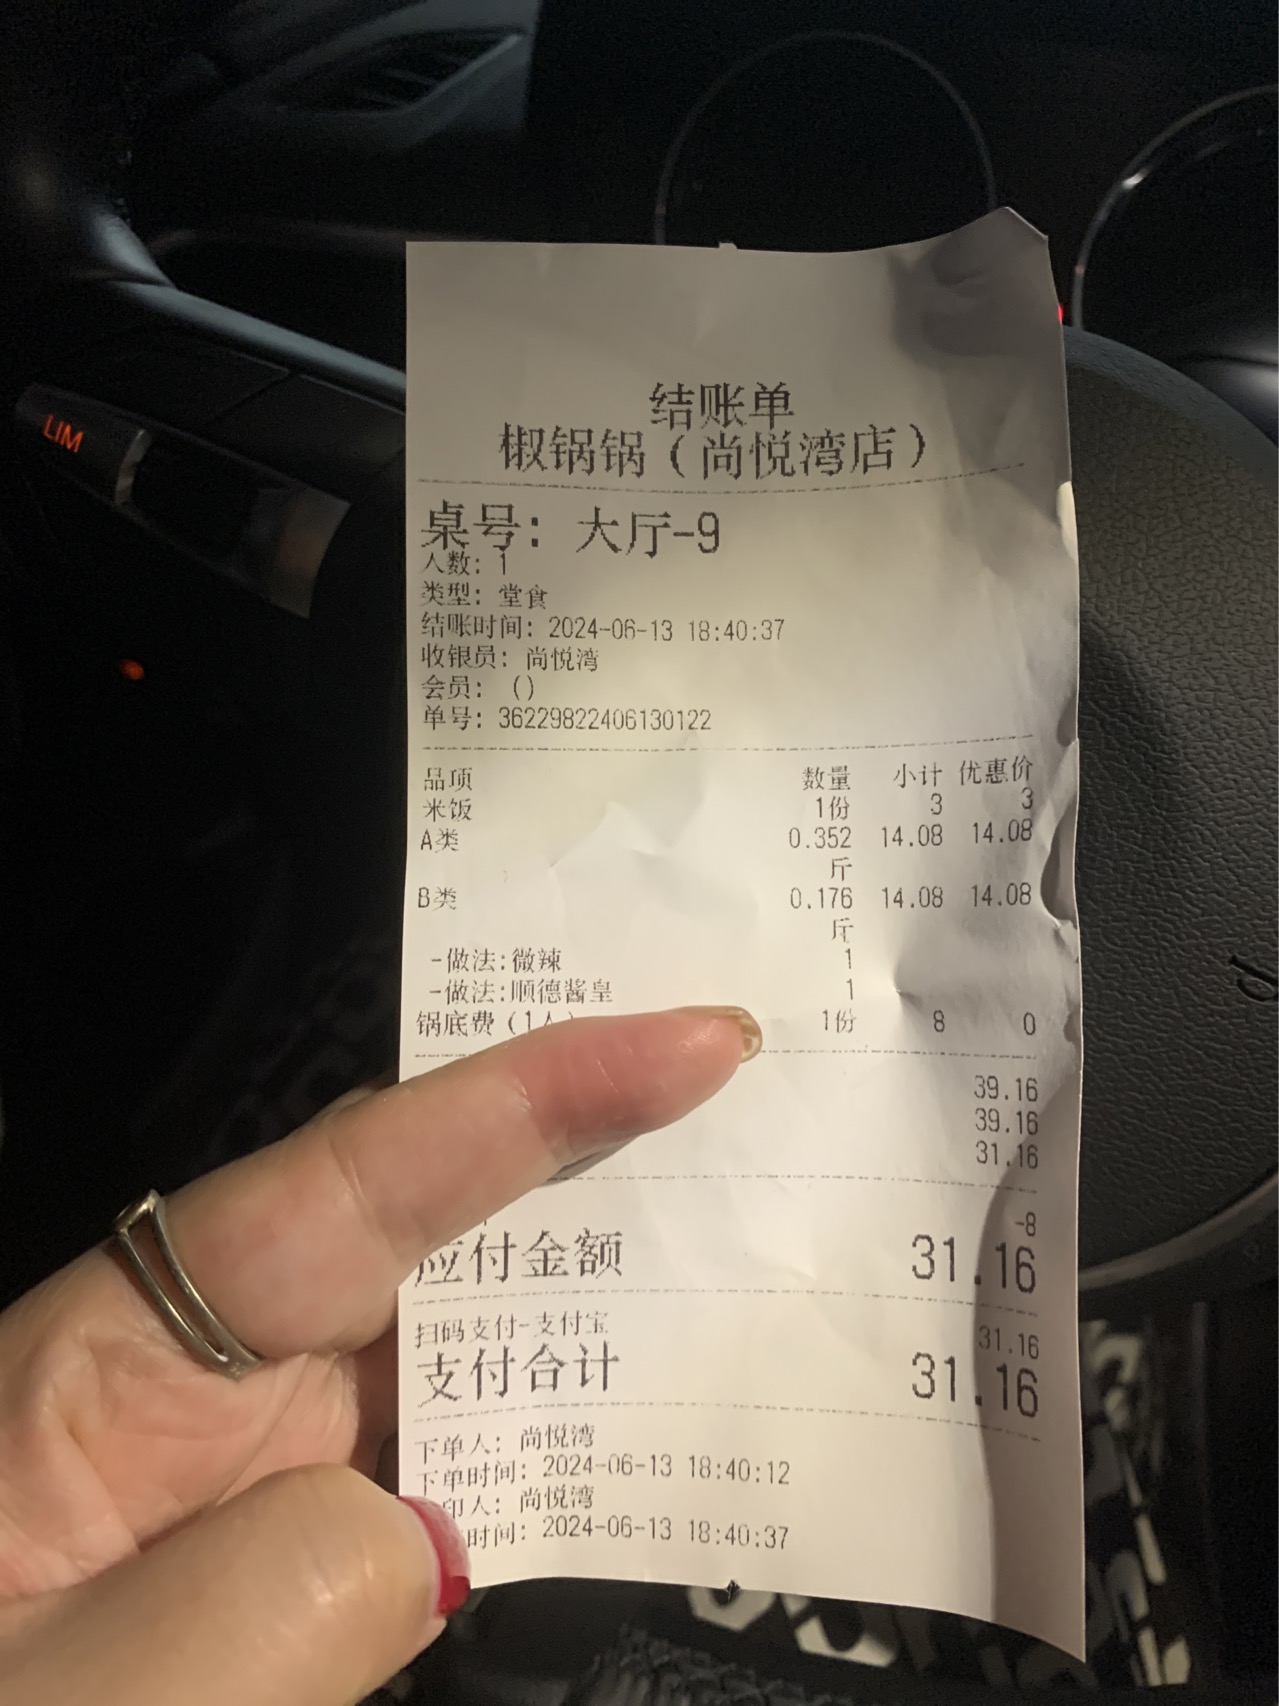 LIM
结账单
椒锅锅（尚悦湾店）
桌号: 大厅-9
人数: 1
类型: 堂食
结账时间: 2024-06-13 18:40:37
收银员: 尚悦湾
会员: ()
单号: 36229822406130122
品项 数量 小计 优惠价
米饭 1份 3 3
A类 0.352 14.08 14.08
斤
B类 0.176 14.08 14.08
斤
-做法:微辣 1
-做法:顺德酱皇 1
锅底费(1人) 1份 8 0
39.16
39.16
31.16
-8
应付金额 31.16
扫码支付-支付宝 31.16
支付合计 31.16
下单人: 尚悦湾
下单时间: 2024-06-13 18:40:12
印人: 尚悦湾
时间: 2024-06-13 18:40:37